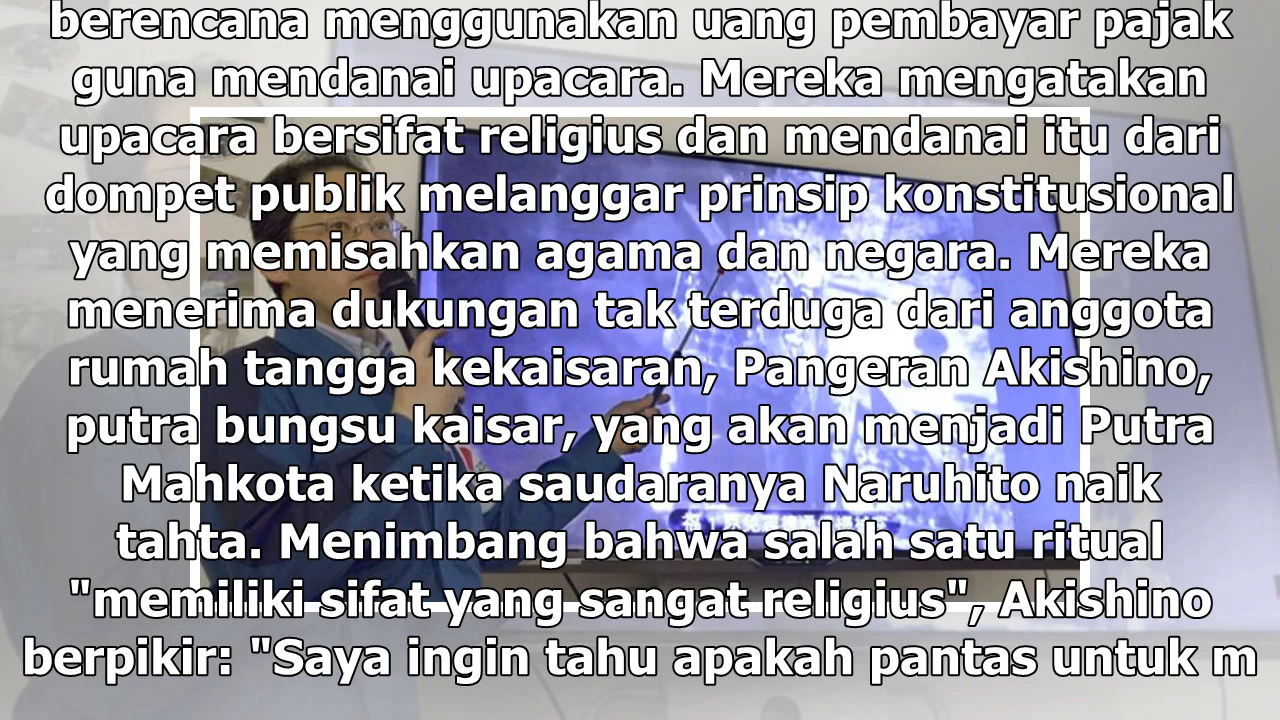 berencana menggunakan uang pembayar pajak
guna mendanai upacara. Mereka mengatakan
upacara bersifat religius dan mendanai itu dari
dompet publik melanggar prinsip konstitusional
yang memisahkan agama dan negara. Mereka
menerima dukungan tak terduga dari anggota
rumah tangga kekaisaran, Pangeran Akishino,
putra bungsu kaisar, yang akan menjadi Putra
Mahkota ketika saudaranya Naruhito naik
tahta. Menimbang bahwa salah satu ritual
"memiliki sifat yang sangat religius", Akishino
berpikir: "Saya ingin tahu apakah pantas untuk m